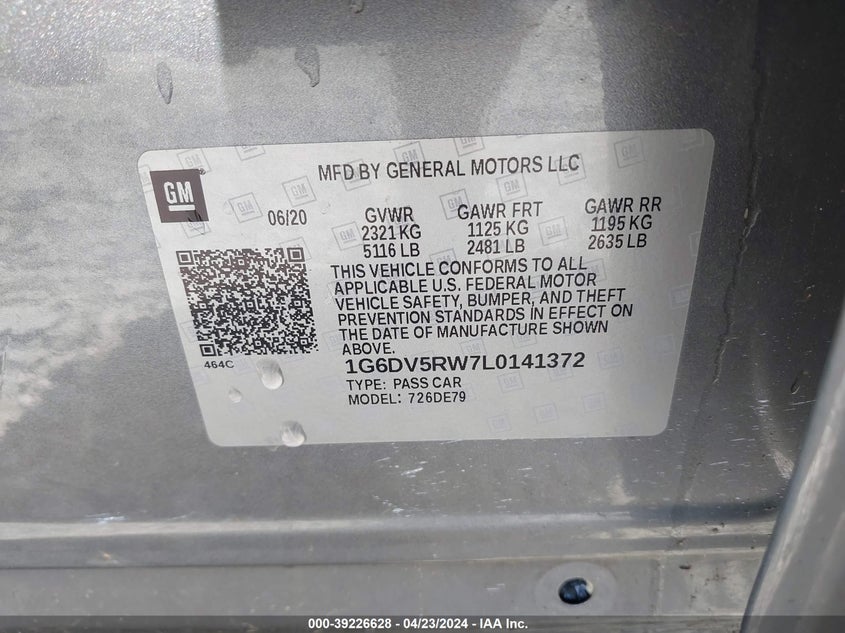 MFD BY GENERAL MOTORS LLC
GM
06/20 GVWR GAWR FRT GAWR RR
2321 KG 1125 KG 1195 KG
5116 LB 2481 LB 2635 LB
THIS VEHICLE CONFORMS TO ALL
APPLICABLE U.S. FEDERAL MOTOR
VEHICLE SAFETY, BUMPER, AND THEFT
PREVENTION STANDARDS IN EFFECT ON
THE DATE OF MANUFACTURE SHOWN
ABOVE.
464C
1G6DV5RW7L0141372
TYPE: PASS CAR
MODEL: 726DE79
000-39226628 - 04/23/2024 - IAA Inc.